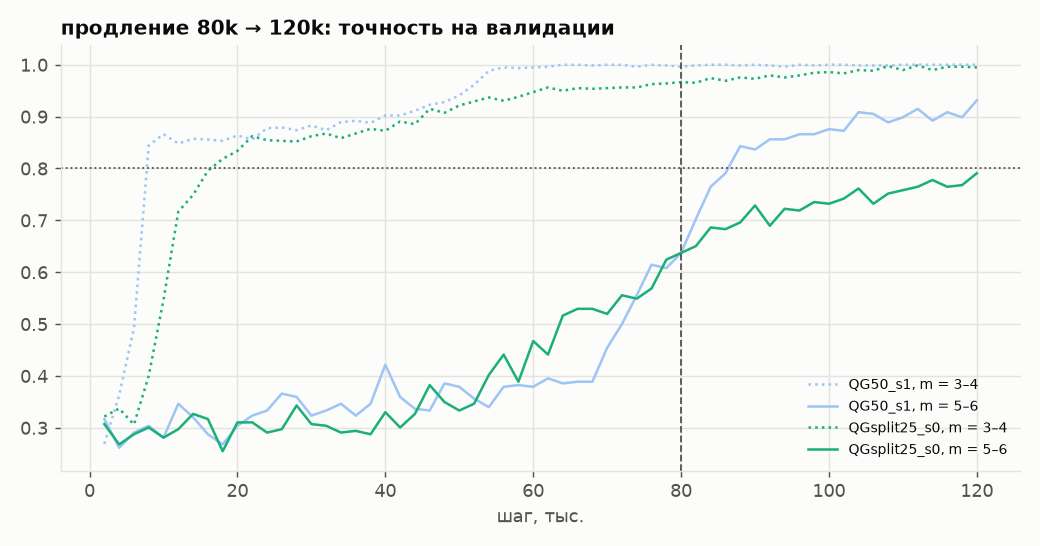 продление 80k → 120k: точность на валидации
1.0
0.9
0.8
0.7
0.6
0.5
0.4
0.3
QG50_s1, m = 3–4
QG50_s1, m = 5–6
QGsplit25_s0, m = 3–4
QGsplit25_s0, m = 5–6
0 20 40 60 80 100 120
шаг, тыс.